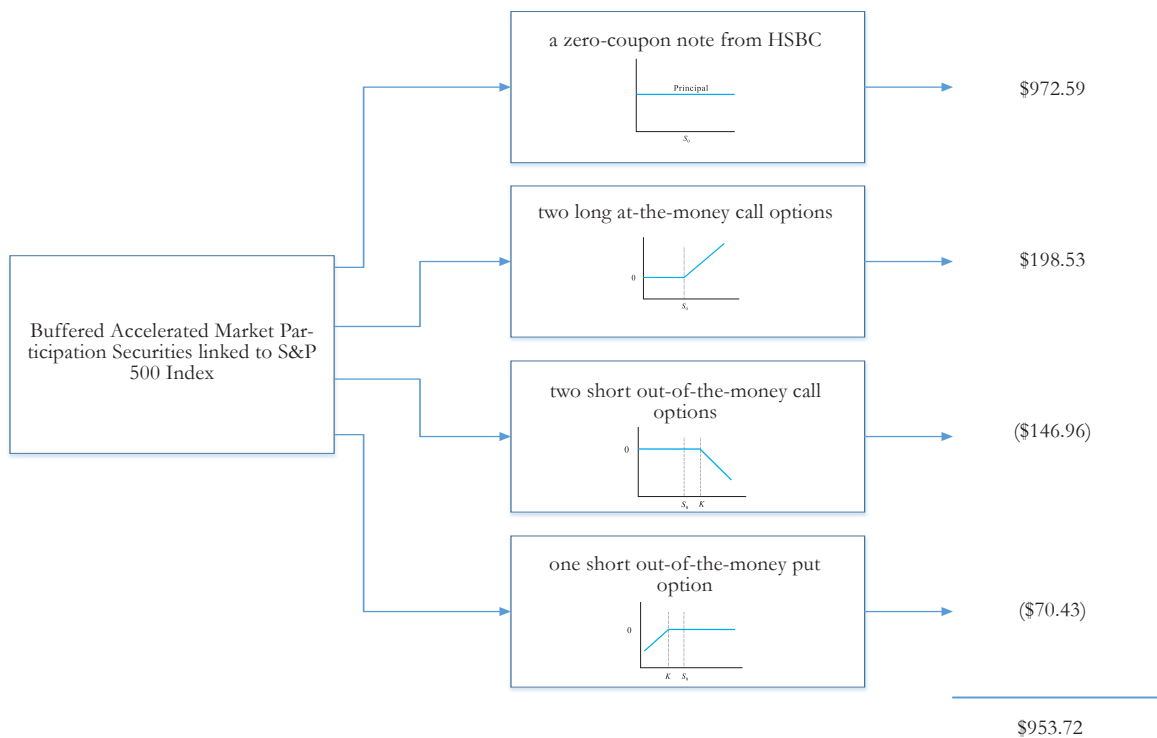 a zero-coupon note from HSBC
Principal
S0
$972.59
two long at-the-money call options
0
S0
$198.53
Buffered Accelerated Market Par-
ticipation Securities linked to S&P
500 Index
two short out-of-the-money call
options
0
S0 K
($146.96)
one short out-of-the-money put
option
0
K S0
($70.43)
$953.72